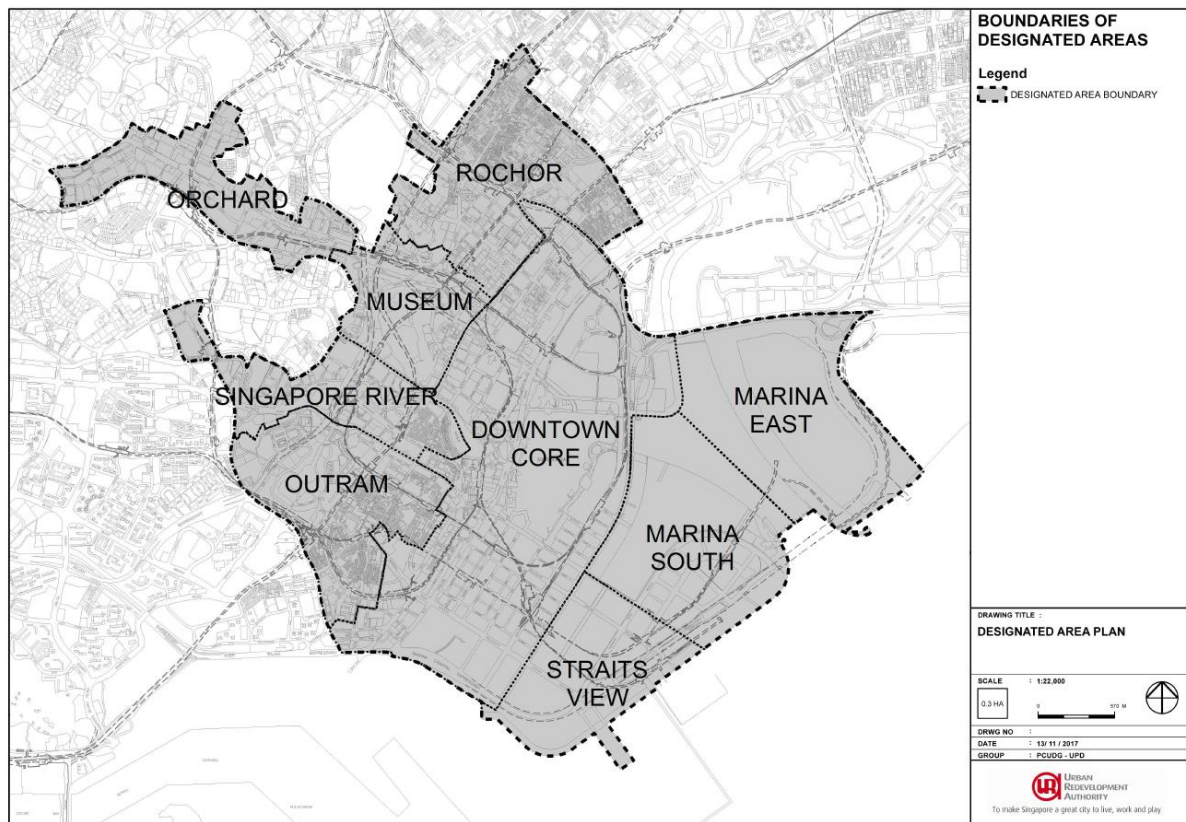 BOUNDARIES OF
DESIGNATED AREAS
Legend
DESIGNATED AREA BOUNDARY
ROCHOR
ORCHARD
MUSEUM
SINGAPORE RIVER
DOWNTOWN
CORE
MARINA
EAST
OUTRAM
MARINA
SOUTH
STRAITS
VIEW
DRAWING TITLE :
DESIGNATED AREA PLAN
SCALE : 1:22,000
0.3 HA
0 570 M
DRWG NO :
DATE : 13/ 11 / 2017
GROUP : PCUDG - UPD
URBAN
REDEVELOPMENT
AUTHORITY
To make Singapore a great city to live, work and play